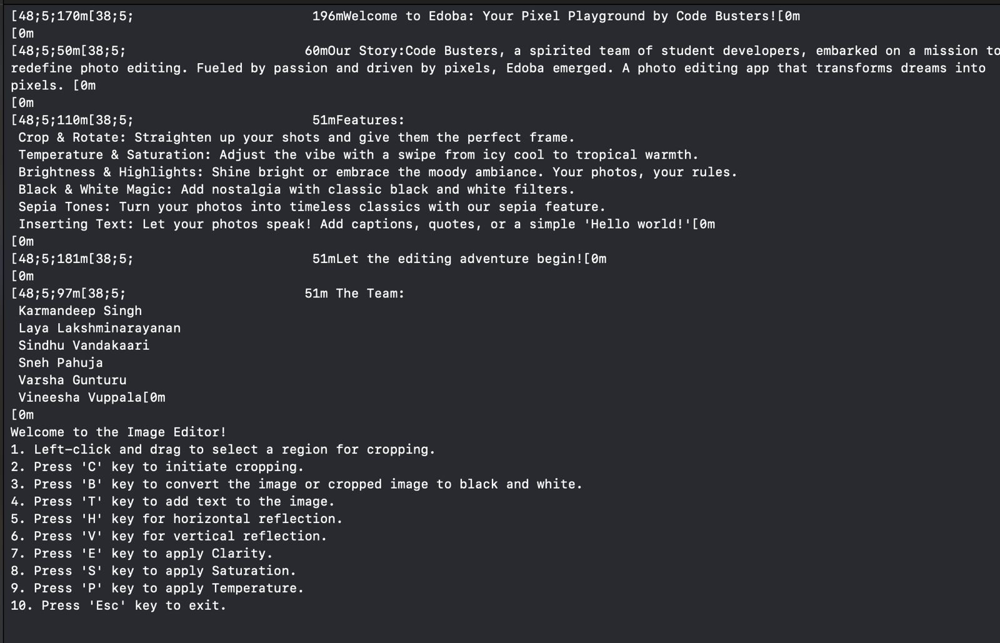 [48;5;170m[38;5;                       196mWelcome to Edoba: Your Pixel Playground by Code Busters![0m
[0m
[48;5;50m[38;5;                       60mOur Story:Code Busters, a spirited team of student developers, embarked on a mission to
redefine photo editing. Fueled by passion and driven by pixels, Edoba emerged. A photo editing app that transforms dreams into
pixels. [0m
[0m
[48;5;110m[38;5;                       51mFeatures:
 Crop & Rotate: Straighten up your shots and give them the perfect frame.
 Temperature & Saturation: Adjust the vibe with a swipe from icy cool to tropical warmth.
 Brightness & Highlights: Shine bright or embrace the moody ambiance. Your photos, your rules.
 Black & White Magic: Add nostalgia with classic black and white filters.
 Sepia Tones: Turn your photos into timeless classics with our sepia feature.
 Inserting Text: Let your photos speak! Add captions, quotes, or a simple 'Hello world!'[0m
[0m
[48;5;181m[38;5;                       51mLet the editing adventure begin![0m
[0m
[48;5;97m[38;5;                       51m The Team:
 Karmandeep Singh
 Laya Lakshminarayanan
 Sindhu Vandakaari
 Sneh Pahuja
 Varsha Gunturu
 Vineesha Vuppala[0m
[0m
Welcome to the Image Editor!
1. Left-click and drag to select a region for cropping.
2. Press 'C' key to initiate cropping.
3. Press 'B' key to convert the image or cropped image to black and white.
4. Press 'T' key to add text to the image.
5. Press 'H' key for horizontal reflection.
6. Press 'V' key for vertical reflection.
7. Press 'E' key to apply Clarity.
8. Press 'S' key to apply Saturation.
9. Press 'P' key to apply Temperature.
10. Press 'Esc' key to exit.